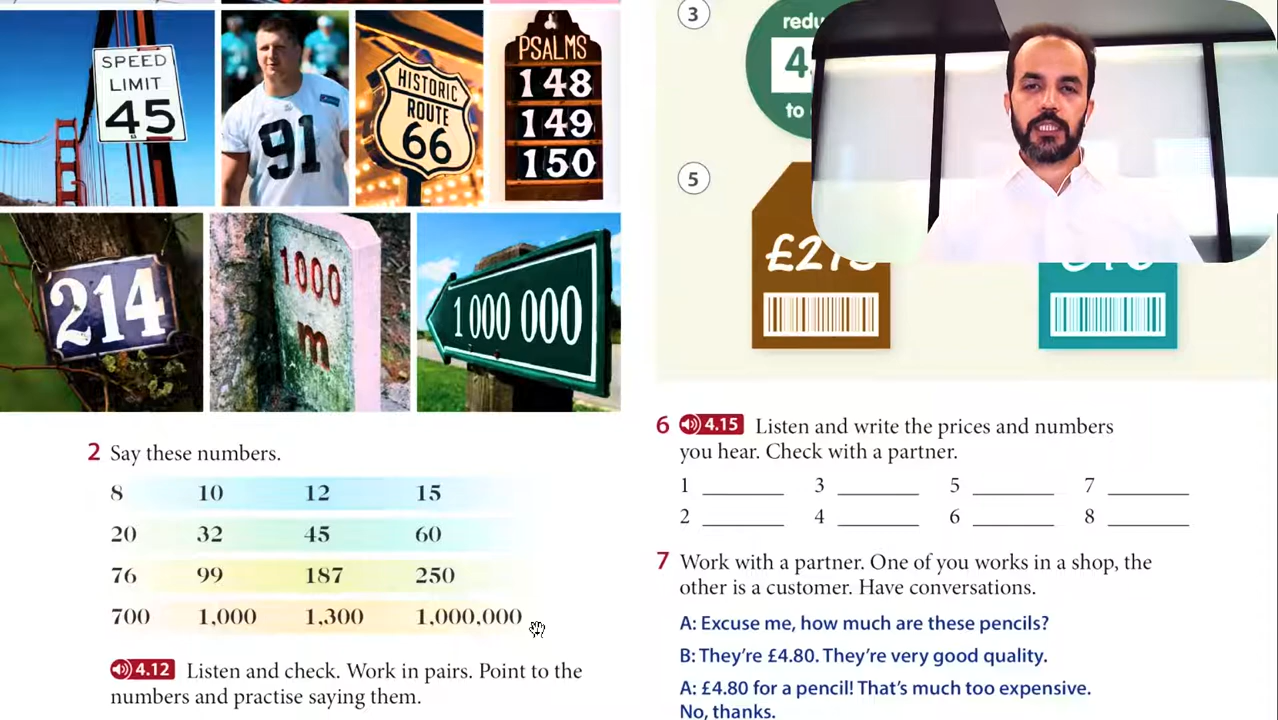 SPEED
LIMIT
45
91
HISTORIC
ROUTE
66
PSALMS
148
149
150
214
1000
m
1 000 000
2 Say these numbers.
8 10 12 15
20 32 45 60
76 99 187 250
700 1,000 1,300 1,000,000
4.12 Listen and check. Work in pairs. Point to the
numbers and practise saying them.
3
to
5
6 4.15 Listen and write the prices and numbers
you hear. Check with a partner.
1 ________ 3 ________ 5 ________ 7 ________
2 ________ 4 ________ 6 ________ 8 ________
7 Work with a partner. One of you works in a shop, the
other is a customer. Have conversations.
A: Excuse me, how much are these pencils?
B: They're £4.80. They're very good quality.
A: £4.80 for a pencil! That's much too expensive.
No, thanks.